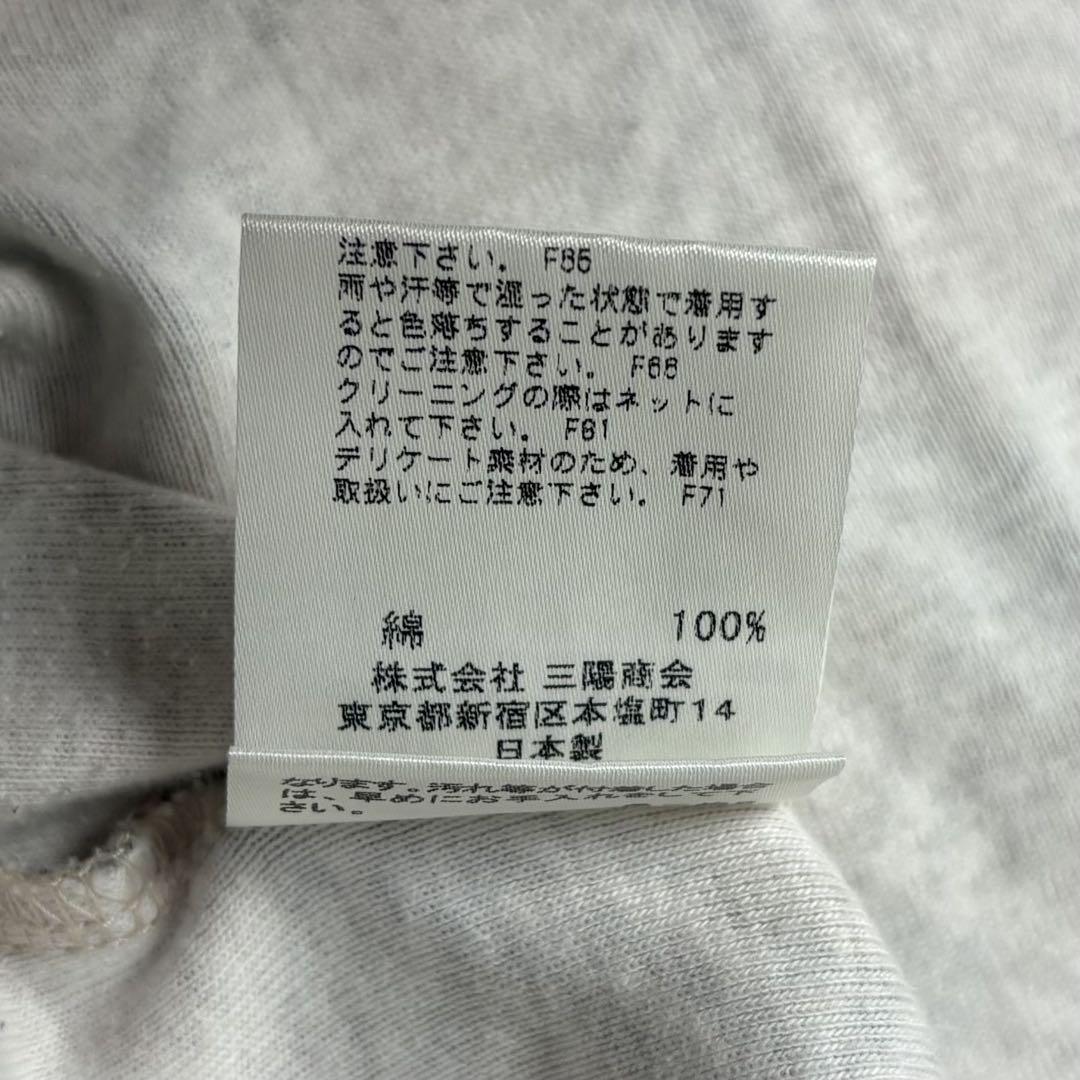 注意下さい。 F65
雨や汗等で湿った状態で着用す
ると色落ちすることがあります
のでご注意下さい。 F66
クリーニングの際はネットに
入れて下さい。 F61
デリケート素材のため、着用や
取扱いにご注意下さい。 F71
綿 100%
株式会社 三陽商会
東京都新宿区本塩町14
日本製
なります。汚れ等が付着した場合
は、早めにお手入れ
さい。